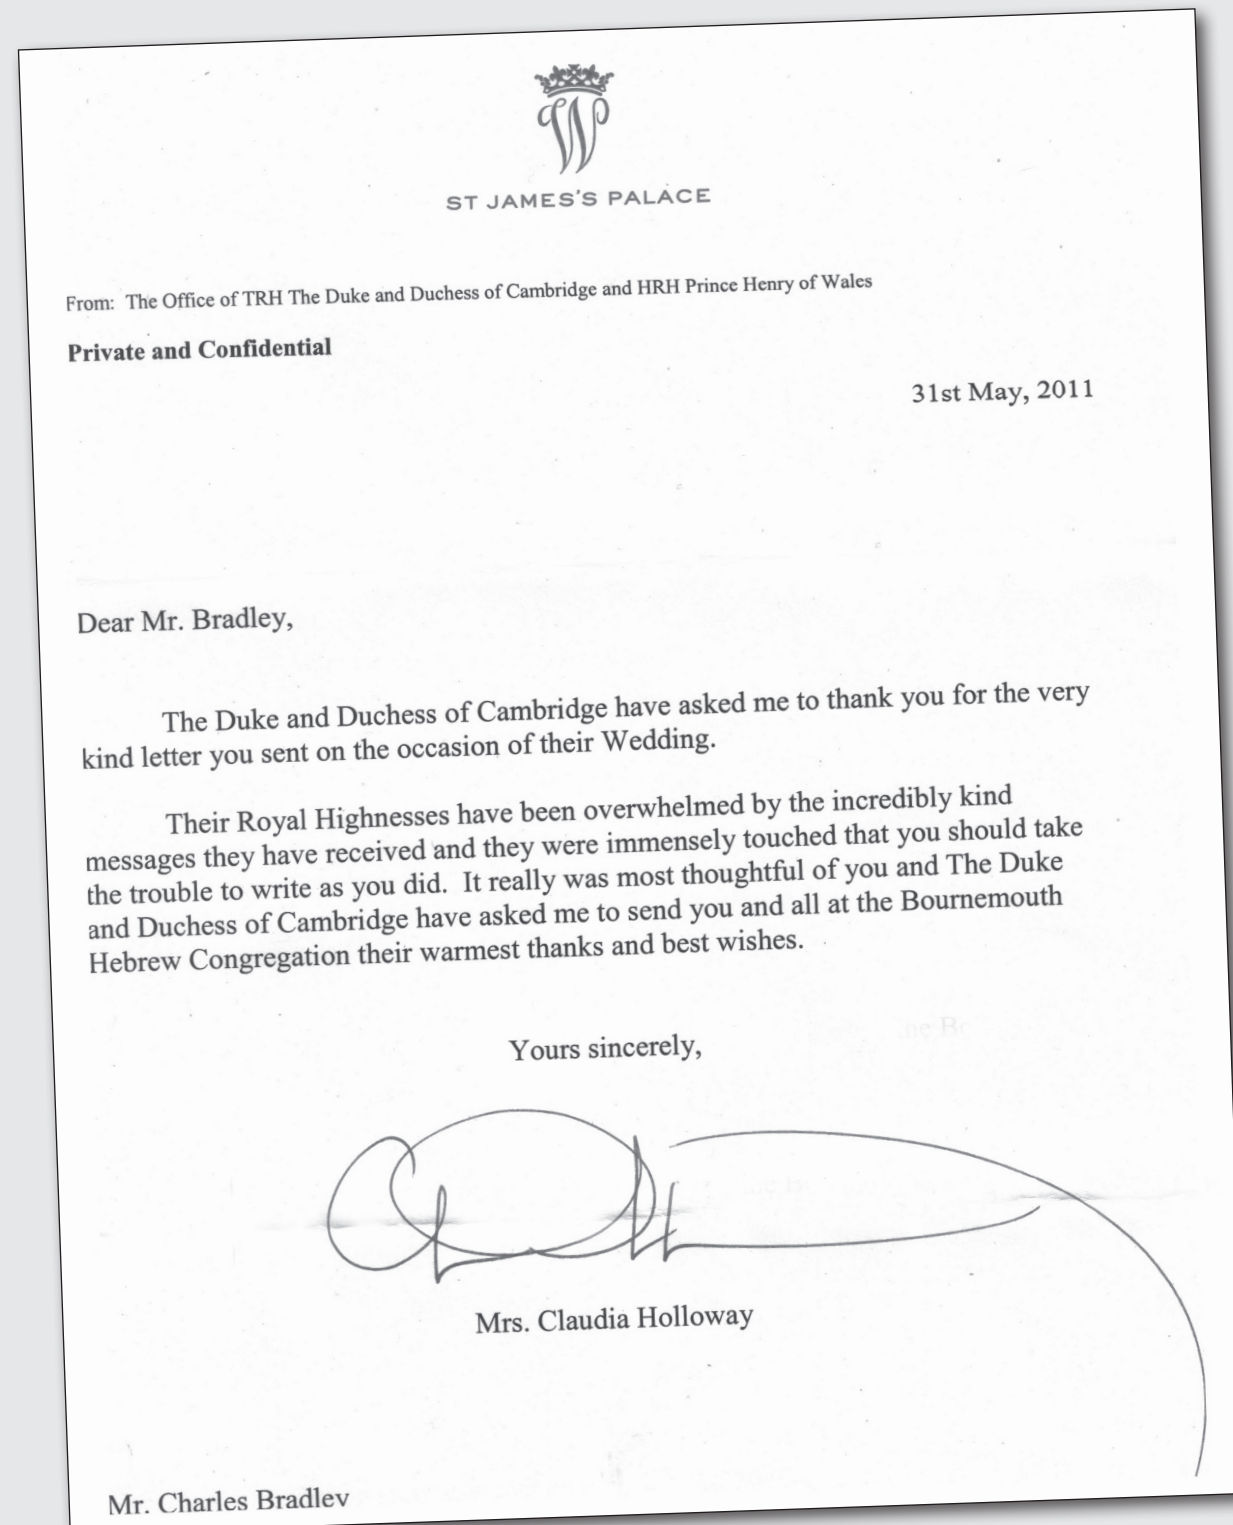 W
ST JAMES'S PALACE
From: The Office of TRH The Duke and Duchess of Cambridge and HRH Prince Henry of Wales
Private and Confidential
31st May, 2011
Dear Mr. Bradley,
The Duke and Duchess of Cambridge have asked me to thank you for the very
kind letter you sent on the occasion of their Wedding.
Their Royal Highnesses have been overwhelmed by the incredibly kind
messages they have received and they were immensely touched that you should take
the trouble to write as you did. It really was most thoughtful of you and The Duke
and Duchess of Cambridge have asked me to send you and all at the Bournemouth
Hebrew Congregation their warmest thanks and best wishes.
Yours sincerely,
Mrs. Claudia Holloway
Mr. Charles Bradley